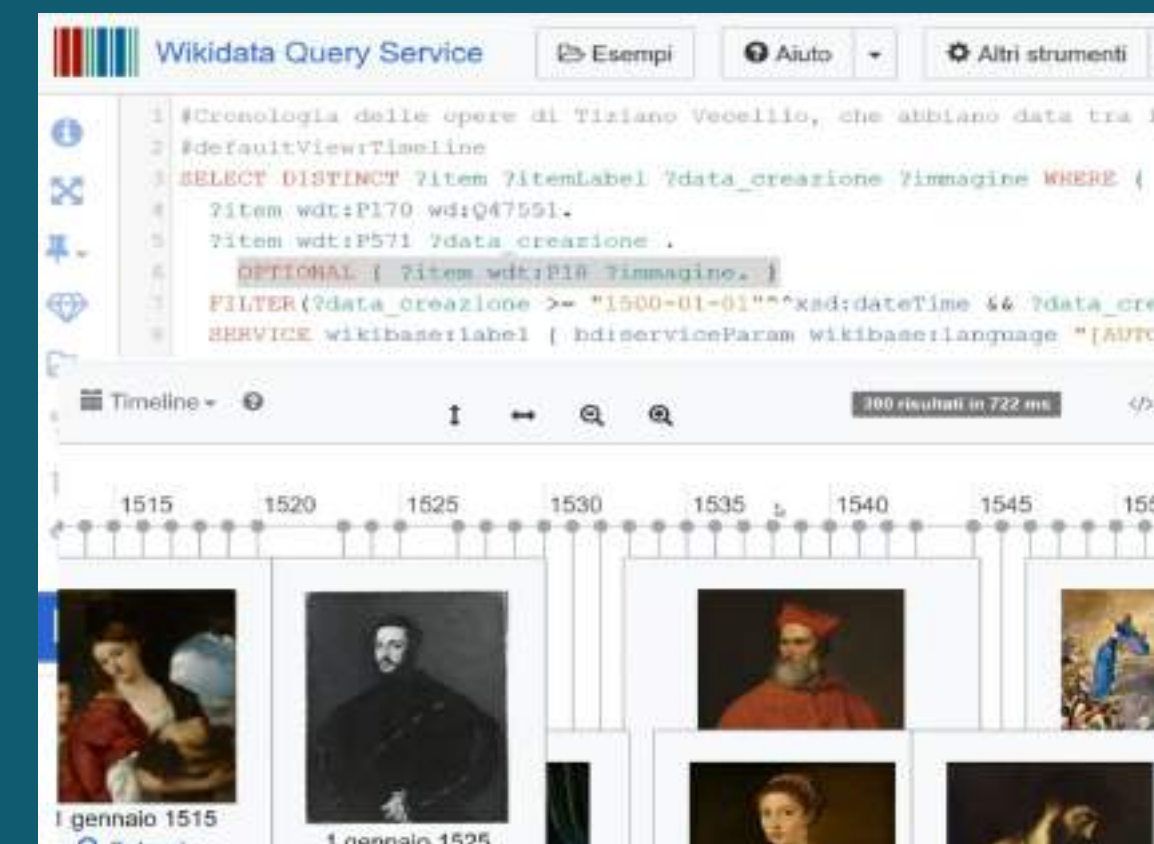 Wikidata Query Service
Esempi
Aiuto
Altri strumenti
1 #Cronologia delle opere di Tiziano Vecellio, che abbiano data tra
2 #defaultView:Timeline
3 SELECT DISTINCT ?item ?itemLabel ?data_creazione ?immagine WHERE {
4 ?item wdt:P170 wd:Q47551.
5 ?item wdt:P571 ?data_creazione .
6 OPTIONAL { ?item wdt:P18 ?immagine. }
7 FILTER(?data_creazione >= "1500-01-01"^^xsd:dateTime && ?data_cre
8 SERVICE wikibase:label { bd:serviceParam wikibase:language "[AUTO
Timeline
risultati in 722 ms
</>
1515 1520 1525 1530 1535 1540 1545 155
1 gennaio 1515
1 gennaio 1525